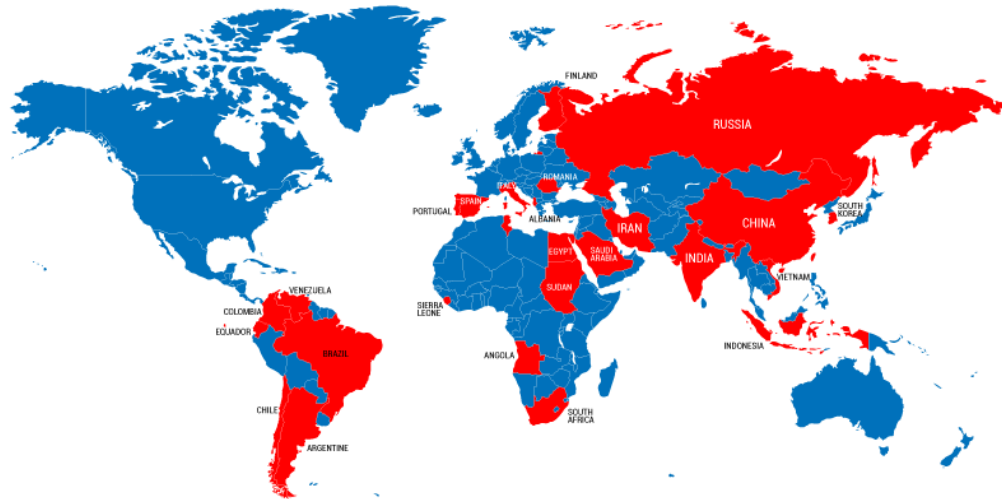 FINLAND
RUSSIA
ROMANIA
ITALY
SPAIN
PORTUGAL
ALBANIA
SOUTH
KOREA
CHINA
IRAN
EGYPT
SAUDI
ARABIA
INDIA
VIETNAM
SUDAN
VENEZUELA
COLOMBIA
SIERRA
LEONE
EQUADOR
BRAZIL
INDONESIA
ANGOLA
CHILE
SOUTH
AFRICA
ARGENTINE